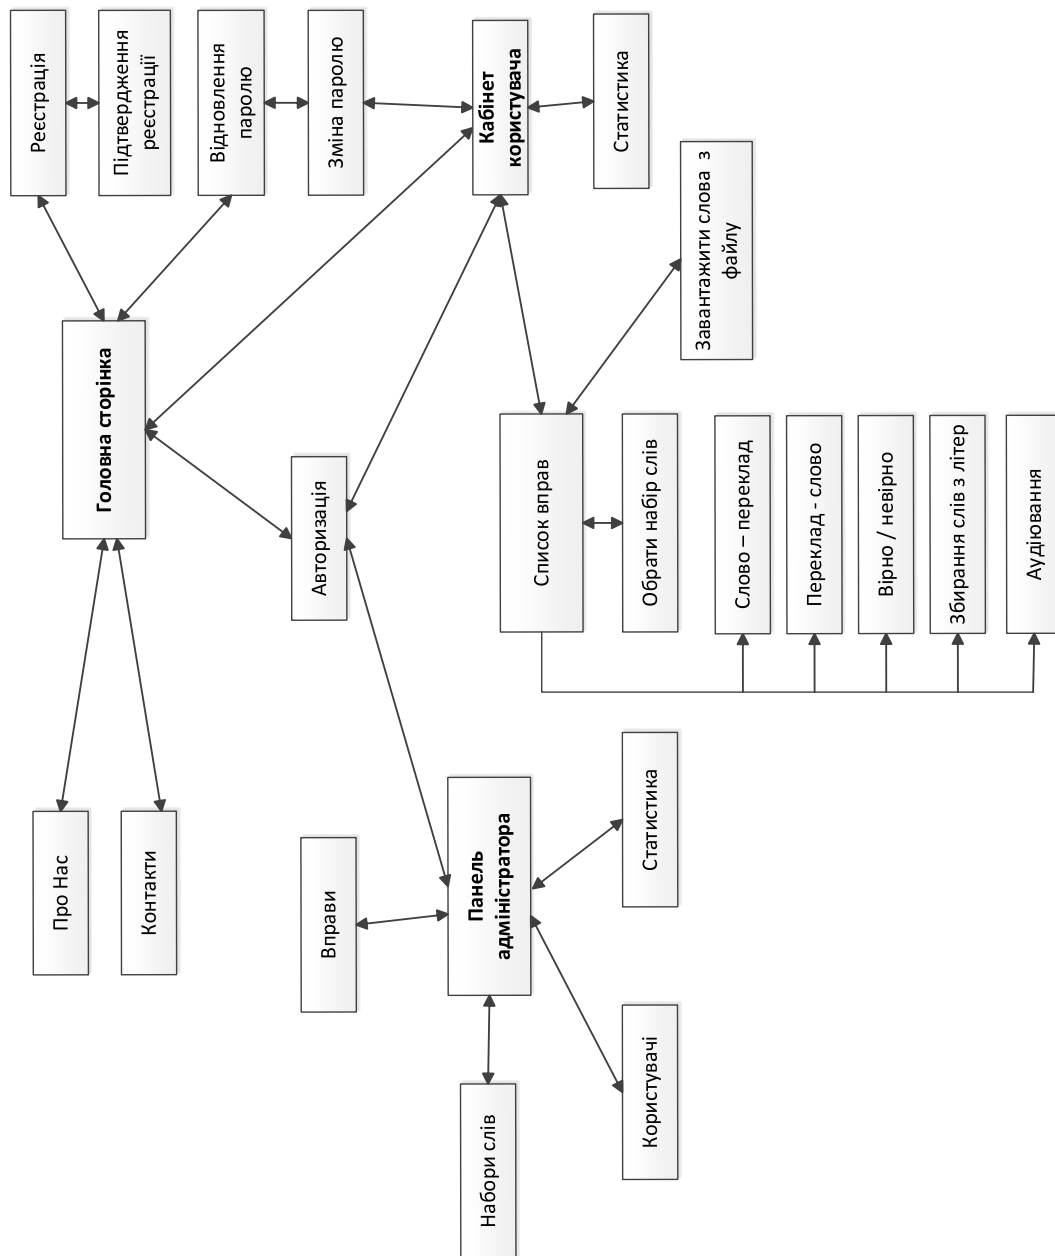 Реєстрація
Підтвердження
реєстрації
Відновлення
паролю
Зміна паролю
Кабінет
користувача
Статистика
Завантажити слова з
файлу
Головна сторінка
Авторизація
Список вправ
Обрати набір слів
Слово – переклад
Переклад - слово
Вірно / невірно
Збирання слів з літер
Аудіювання
Про Нас
Контакти
Вправи
Панель
адміністратора
Статистика
Набори слів
Користувачі